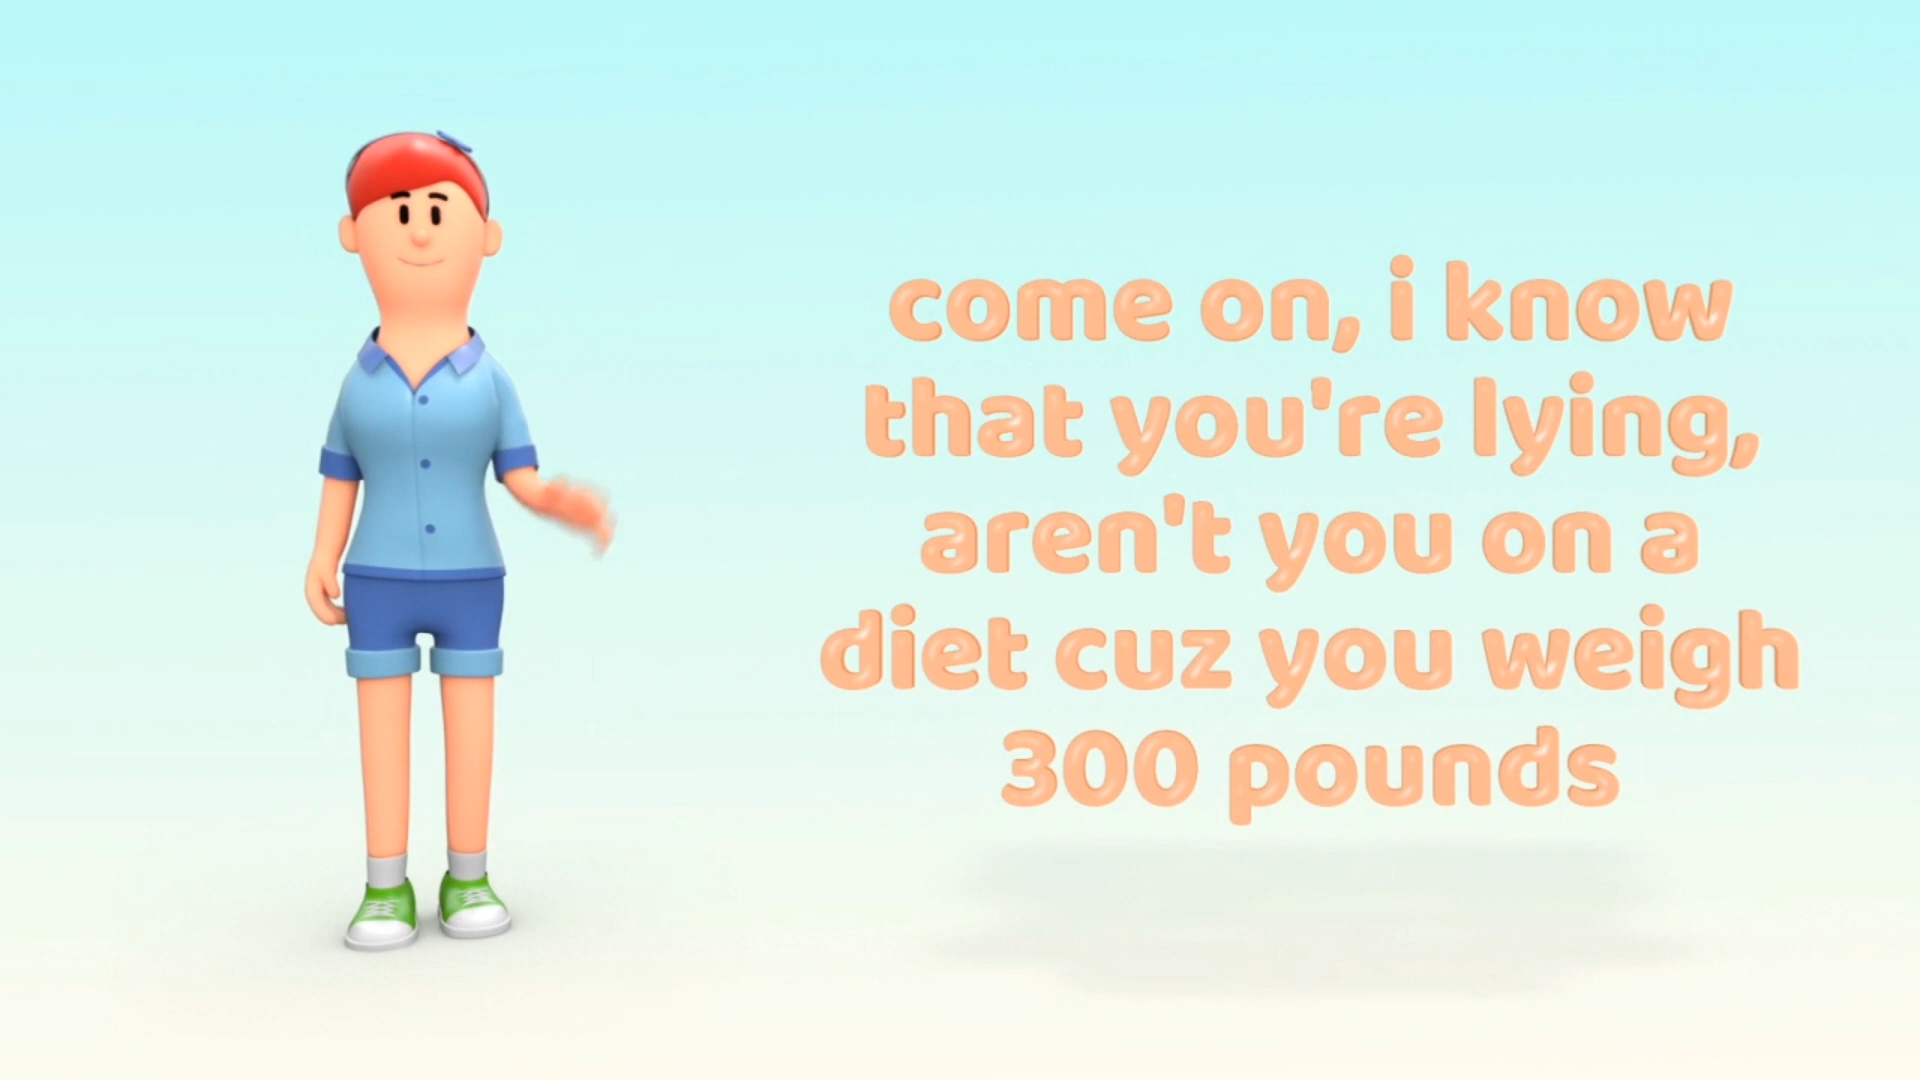 come on, i know
that you're lying,
aren't you on a
diet cuz you weigh
300 pounds